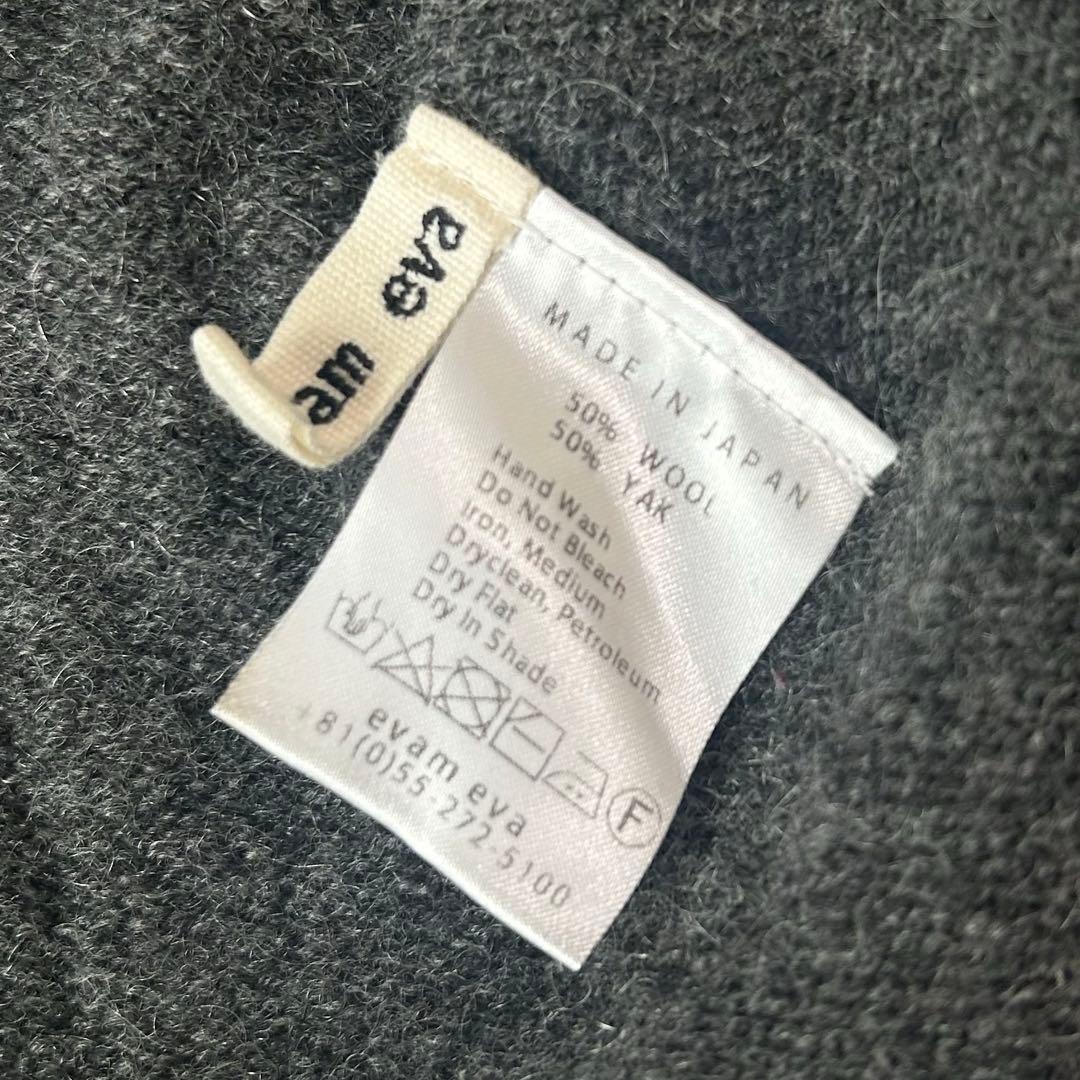 am eva
MADE IN JAPAN
50% WOOL
50% YAK
Hand Wash
Do Not Bleach
Iron, Medium
Dryclean, Petroleum
Dry Flat
Dry In Shade
F
evam eva
+81(0)55-272-5100